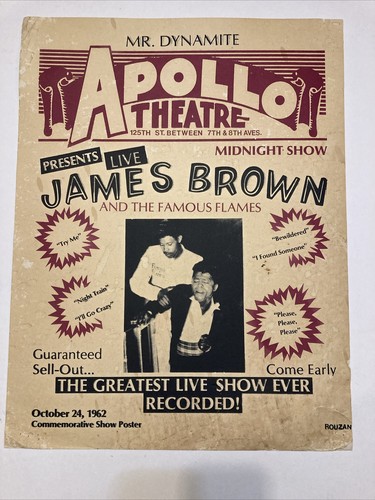 MR. DYNAMITE
APOLLO
THEATRE
125TH ST. BETWEEN 7TH & 8TH AVES.
MIDNIGHT SHOW
PRESENTS LIVE
JAMES BROWN
AND THE FAMOUS FLAMES
"Try Me"
"Bewildered"
"I Found Someone"
"Night Train"
"I'll Go Crazy"
"Please,
Please,
Please"
Guaranteed
Sell-Out...
Come Early
THE GREATEST LIVE SHOW EVER
RECORDED!
October 24, 1962
Commemorative Show Poster
ROUZAN